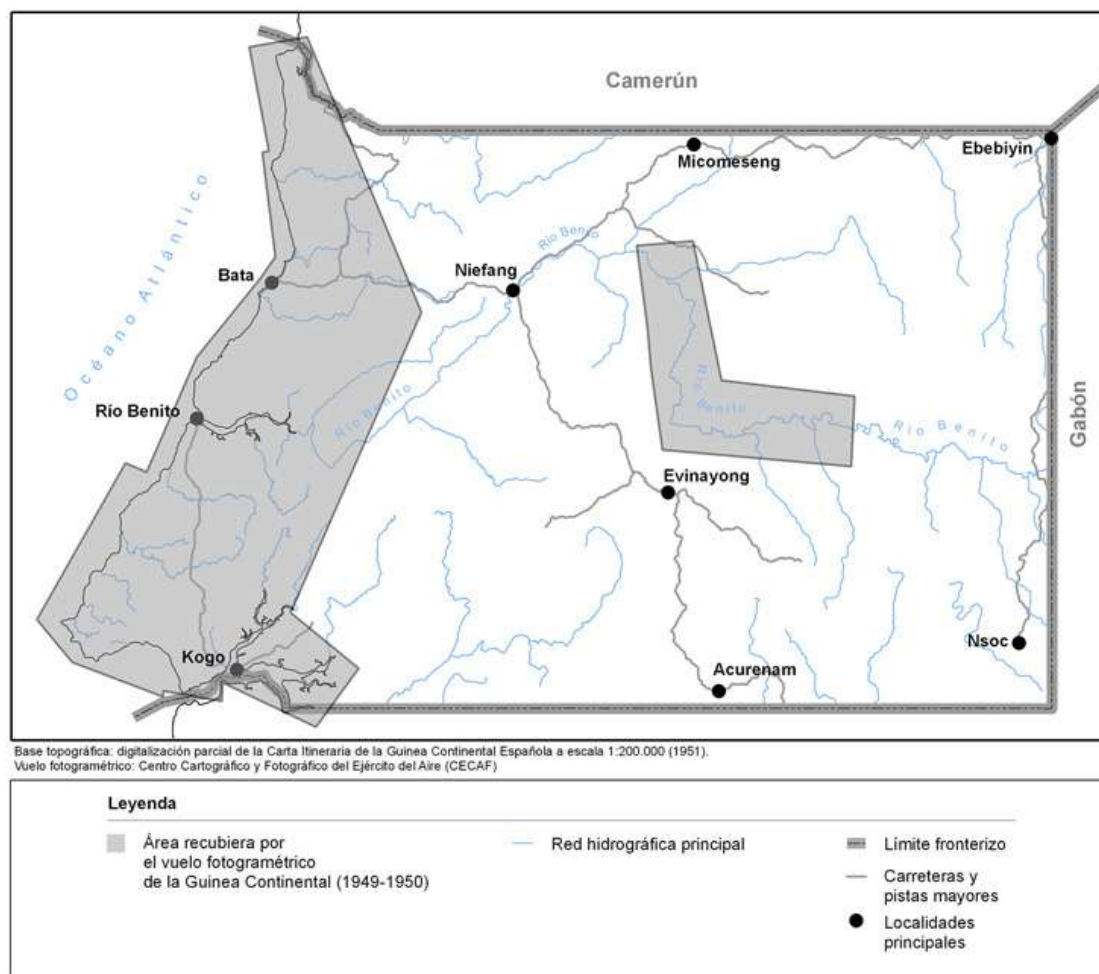 Camerún
Micomeseng
Ebebiyin
Océano Atlántico
Río Benito
Bata
Niefang
Gabón
Río Benito
Río Benito
Río
Benito
Río Benito
Evinayong
Nsoc
Kogo
Acurenam
Base topográfica: digitalización parcial de la Carta Itineraria de la Guinea Continental Española a escala 1:200.000 (1951).
Vuelo fotogramétrico: Centro Cartográfico y Fotográfico del Ejército del Aire (CECAF)
Leyenda
Área recubiera por
el vuelo fotogramétrico
de la Guinea Continental (1949-1950)
Red hidrográfica principal
Límite fronterizo
Carreteras y
pistas mayores
Localidades
principales